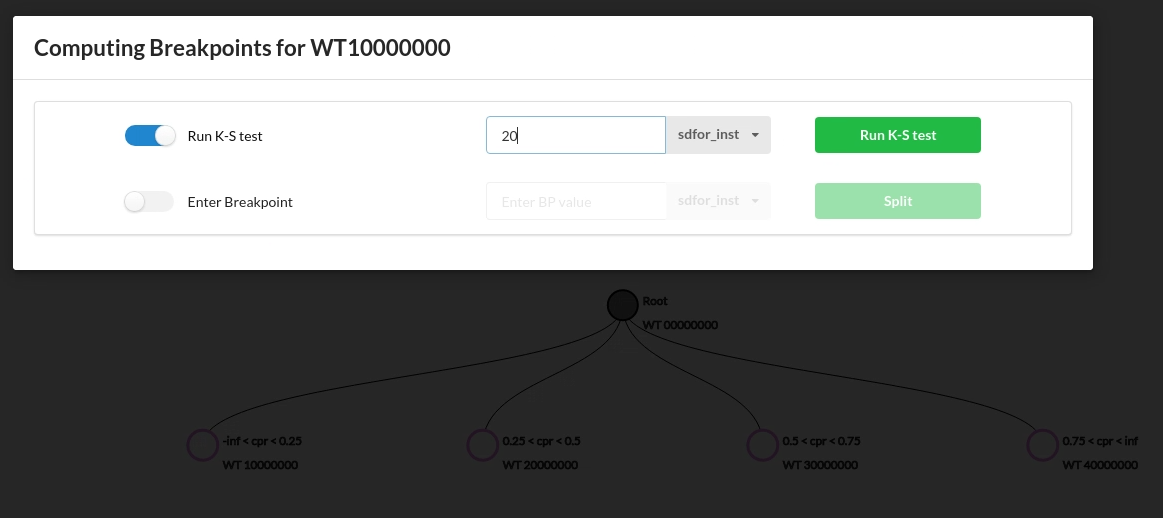 Computing Breakpoints for WT10000000
Run K-S test
20
sdfor_inst
Run K-S test
Enter Breakpoint
Enter BP value
sdfor_inst
Split
Root
WT 00000000
-inf < cpr < 0.25
WT 10000000
0.25 < cpr < 0.5
WT 20000000
0.5 < cpr < 0.75
WT 30000000
0.75 < cpr < inf
WT 40000000